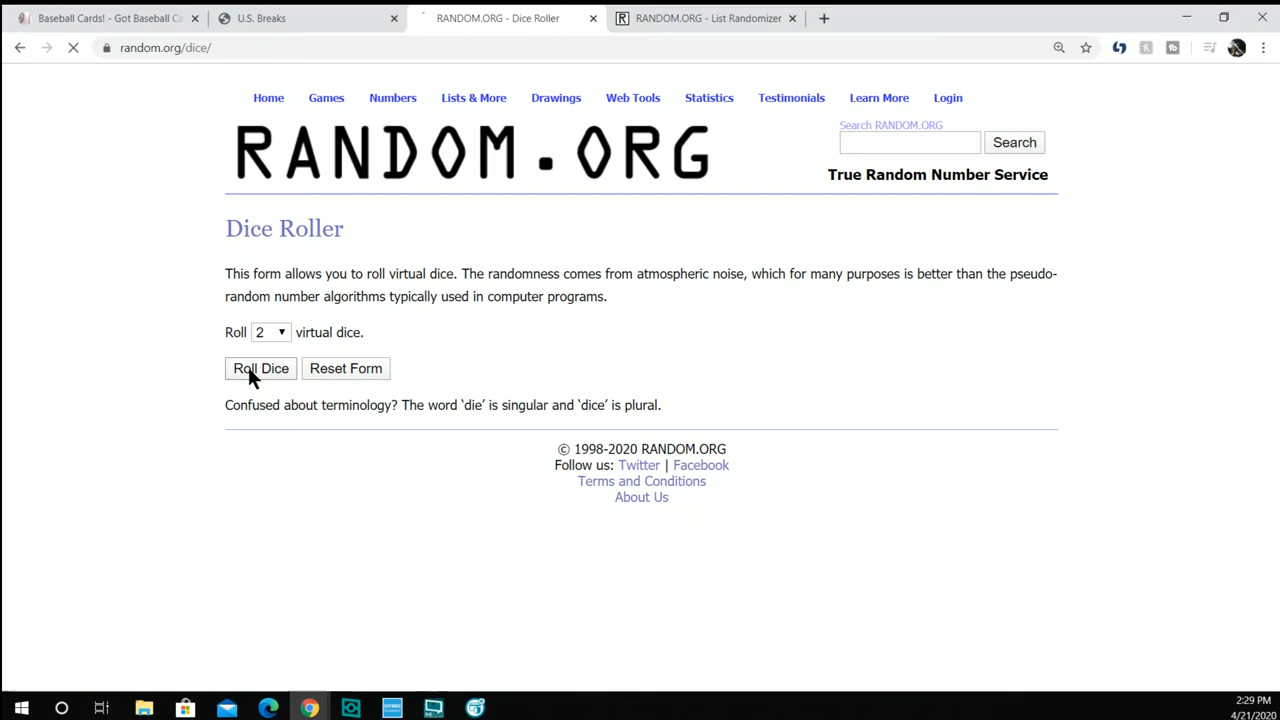 Baseball Cards! - Got Baseball Ca
U.S. Breaks
RANDOM.ORG - Dice Roller
RANDOM.ORG - List Randomizer
random.org/dice/
Home Games Numbers Lists & More Drawings Web Tools Statistics Testimonials Learn More Login
RANDOM.ORG
Search RANDOM.ORG
Search
True Random Number Service
Dice Roller
This form allows you to roll virtual dice. The randomness comes from atmospheric noise, which for many purposes is better than the pseudo-
random number algorithms typically used in computer programs.
Roll 2 virtual dice.
Roll Dice Reset Form
Confused about terminology? The word ‘die’ is singular and ‘dice’ is plural.
© 1998-2020 RANDOM.ORG
Follow us: Twitter | Facebook
Terms and Conditions
About Us
2:29 PM
4/21/2020